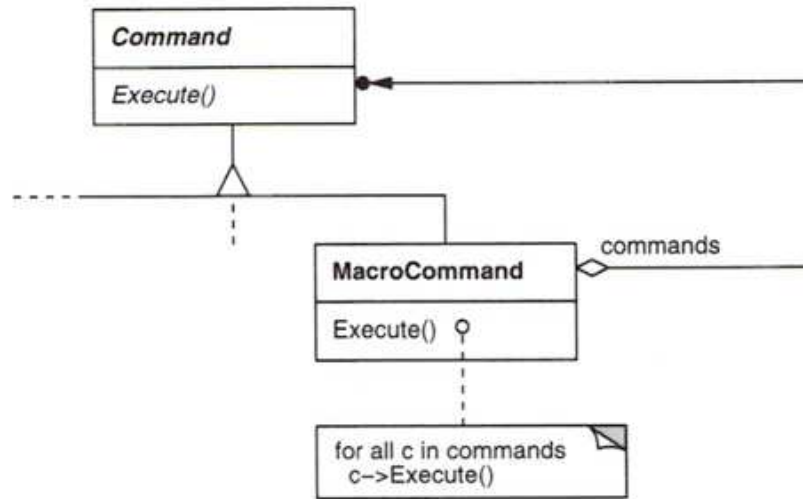 Command
Execute()
commands
MacroCommand
Execute()
for all c in commands
c->Execute()